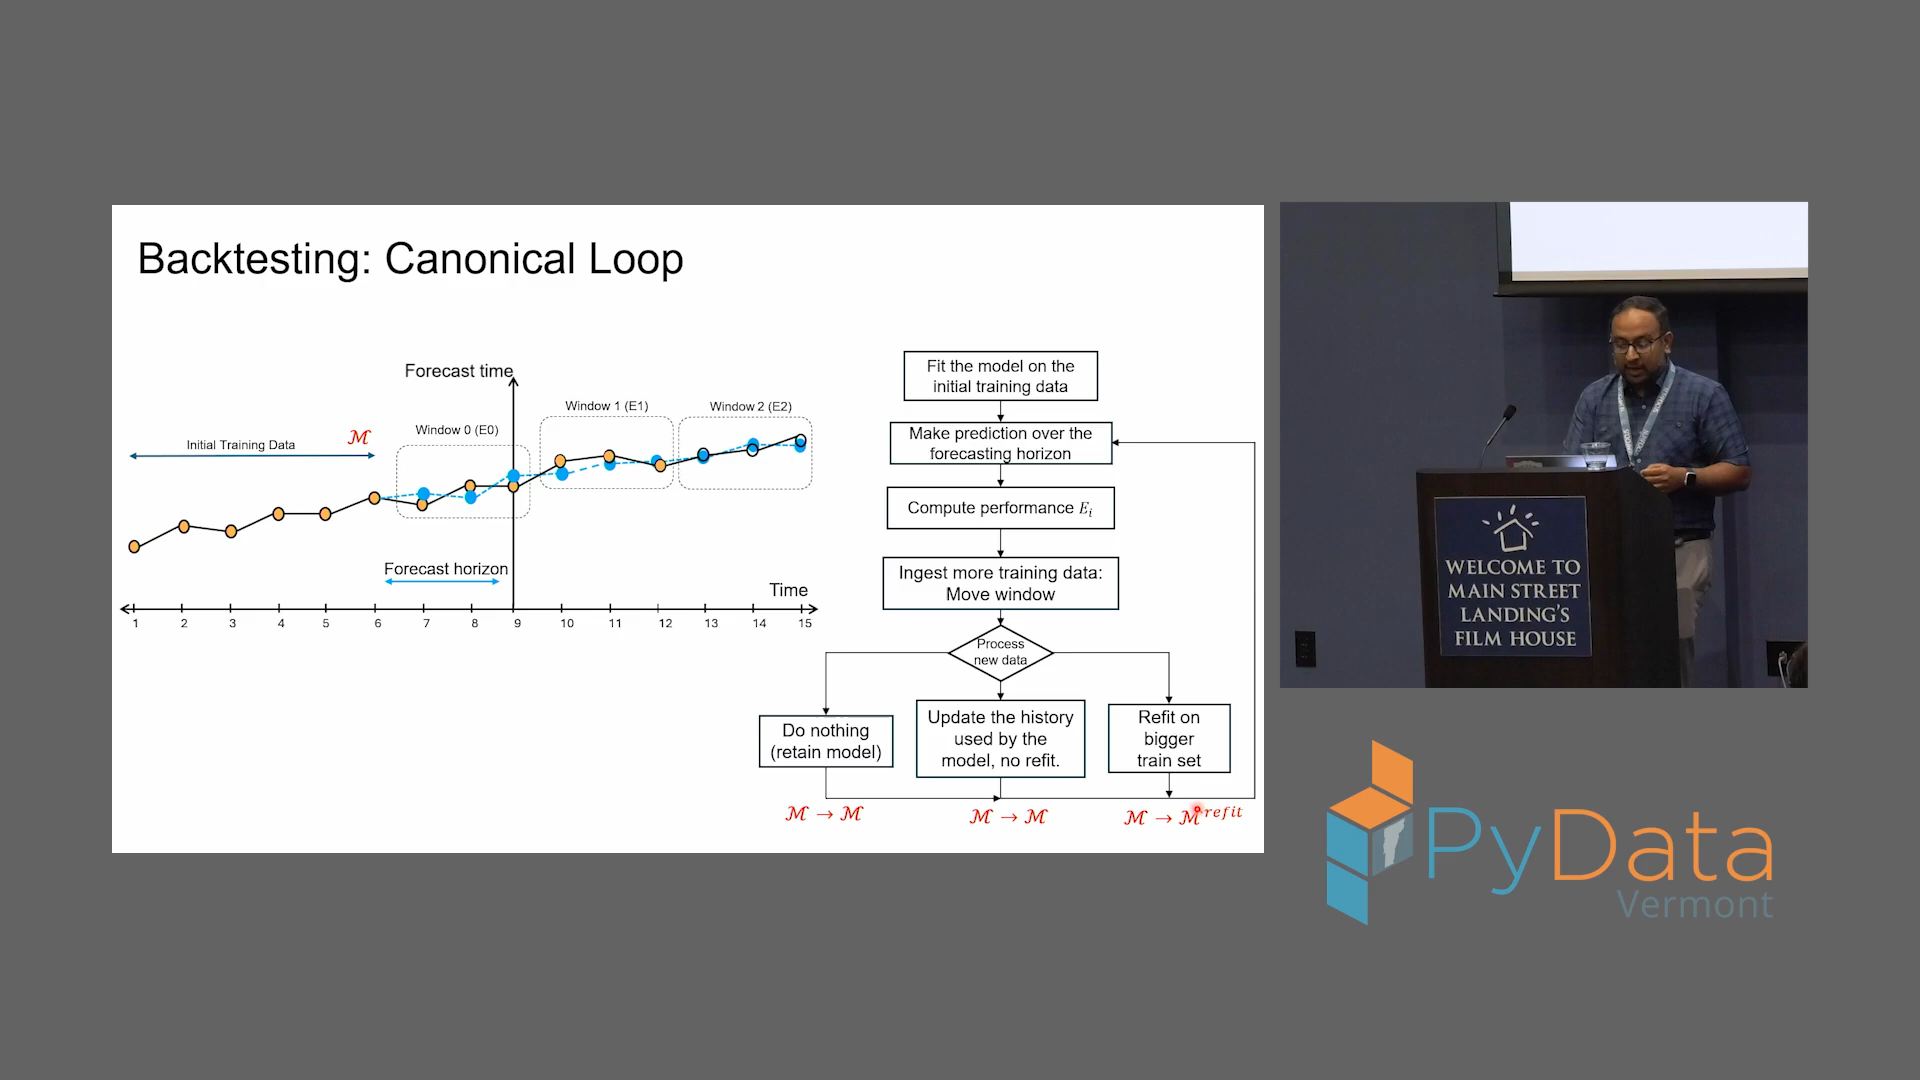 Backtesting: Canonical Loop
Forecast time
Window 0 (E0)
Window 1 (E1)
Window 2 (E2)
Initial Training Data
ℳ
Forecast horizon
Time
1 2 3 4 5 6 7 8 9 10 11 12 13 14 15
Fit the model on the
initial training data
Make prediction over the
forecasting horizon
Compute performance Eᵢ
Ingest more training data:
Move window
Process
new data
Do nothing
(retain model)
Update the history
used by the
model, no refit.
Refit on
bigger
train set
ℳ → ℳ
ℳ → ℳ
ℳ → ℳ refit
WELCOME TO
MAIN STREET
LANDING'S
FILM HOUSE
PyData
Vermont